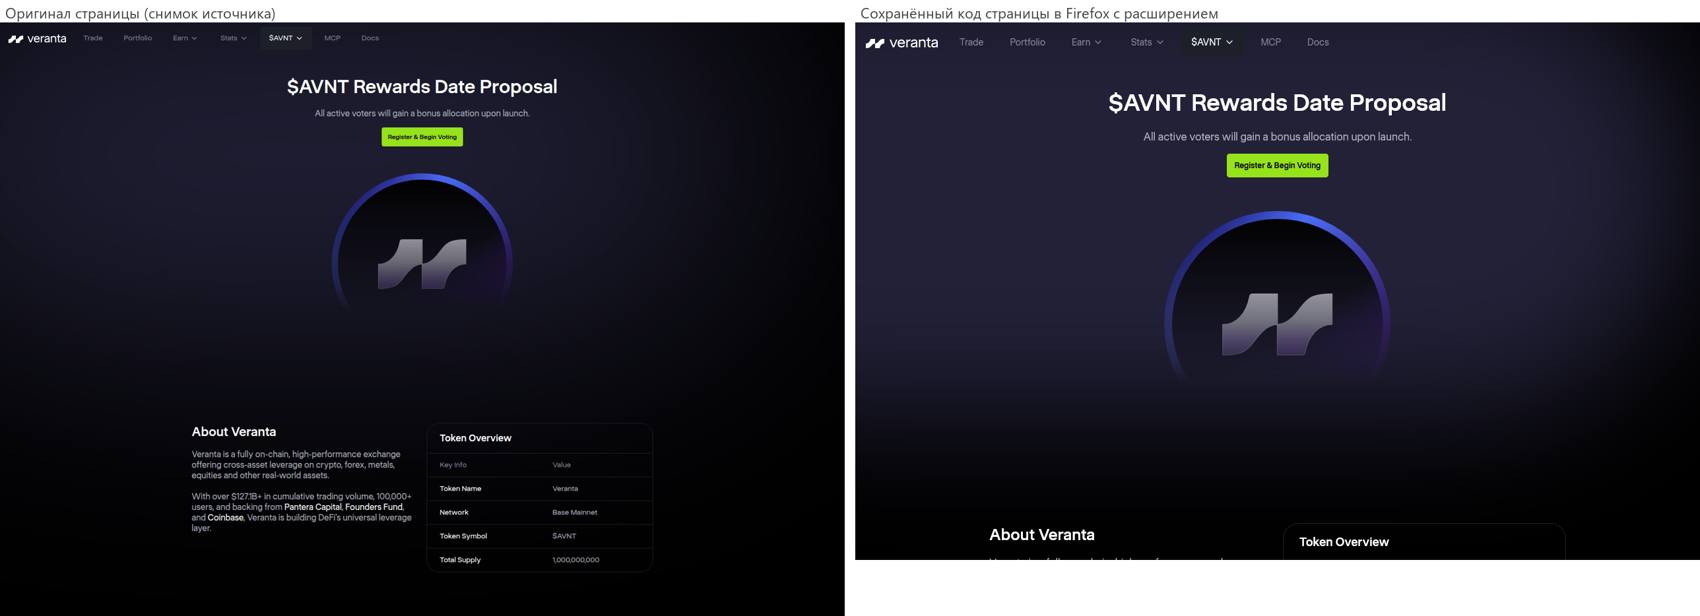 Оригинал страницы (снимок источника)
veranta Trade Portfolio Earn Stats $AVNT MCP Docs
$AVNT Rewards Date Proposal
All active voters will gain a bonus allocation upon launch.
Register & Begin Voting
About Veranta
Veranta is a fully on-chain, high-performance exchange
offering cross-asset leverage on crypto, forex, metals,
equities and other real-world assets.
With over $127.1B+ in cumulative trading volume, 100,000+
users, and backing from Pantera Capital, Founders Fund,
and Coinbase, Veranta is building DeFi's universal leverage
layer.
Token Overview
Key Info Value
Token Name Veranta
Network Base Mainnet
Token Symbol $AVNT
Total Supply 1,000,000,000
Сохранённый код страницы в Firefox с расширением
veranta Trade Portfolio Earn Stats $AVNT MCP Docs
$AVNT Rewards Date Proposal
All active voters will gain a bonus allocation upon launch.
Register & Begin Voting
About Veranta
Token Overview